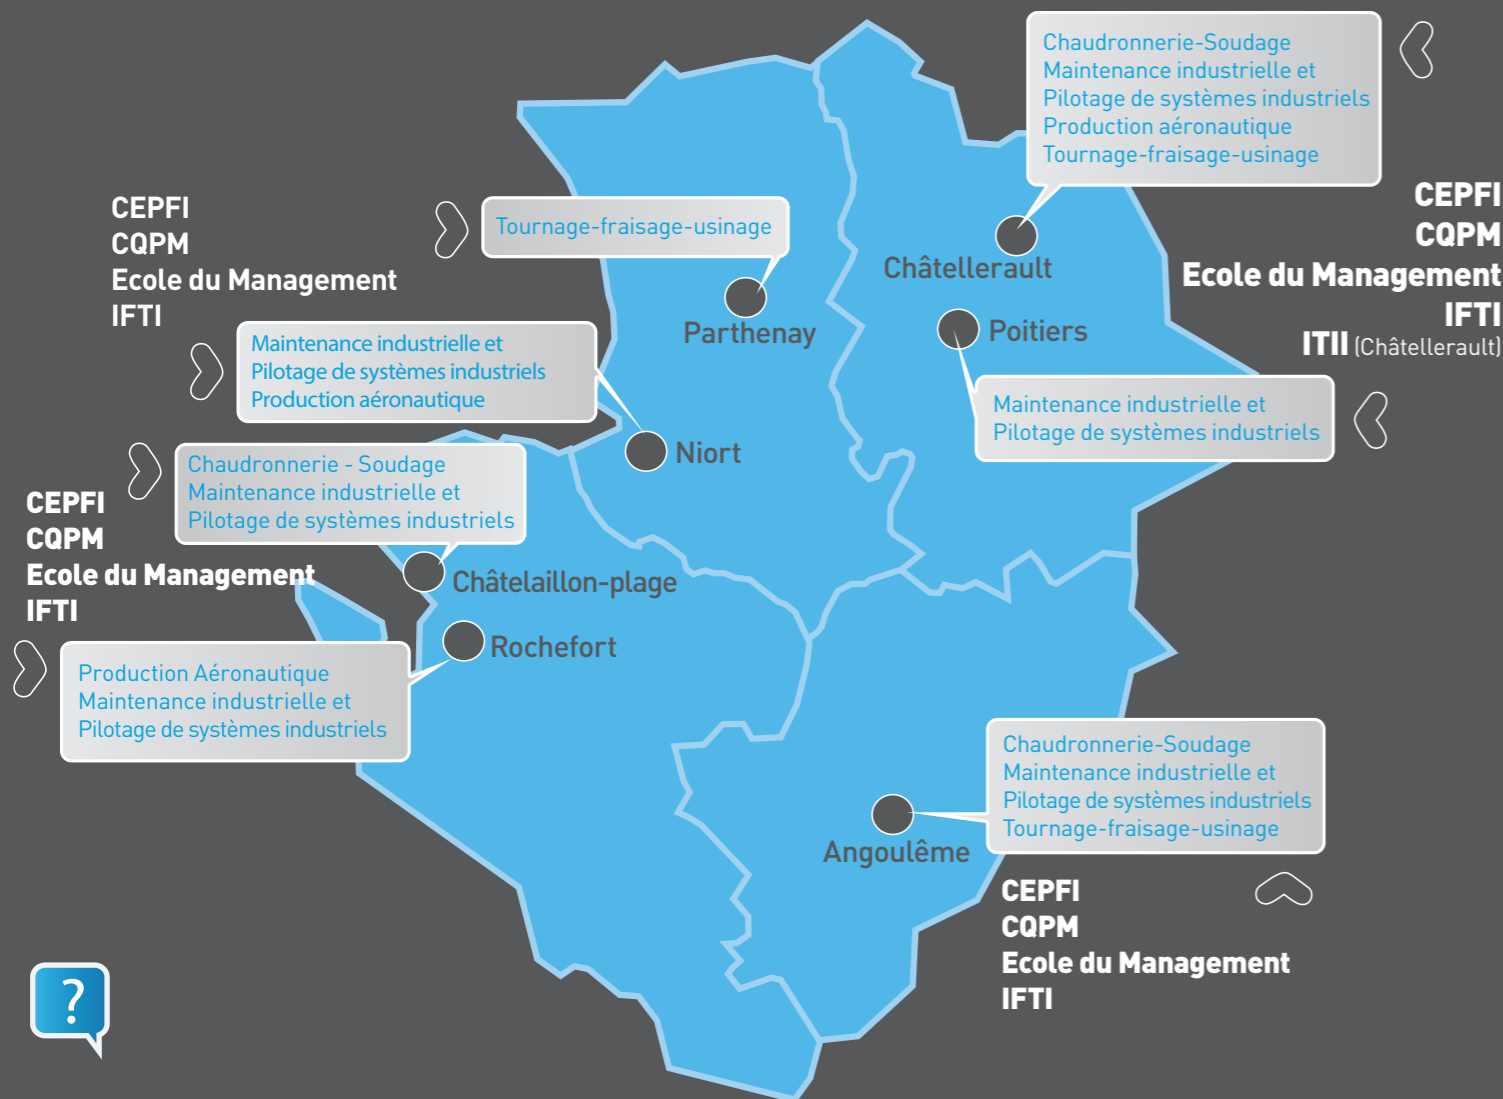 Chaudronnerie-Soudage
Maintenance industrielle et
Pilotage de systèmes industriels
Production aéronautique
Tournage-fraisage-usinage
CEPFI
CQPM
Ecole du Management
IFTI
Tournage-fraisage-usinage
CEPFI
CQPM
Ecole du Management
IFTI
ITII (Châtellerault)
Châtellerault
Parthenay
Poitiers
Maintenance industrielle et
Pilotage de systèmes industriels
Production aéronautique
Maintenance industrielle et
Pilotage de systèmes industriels
Niort
Chaudronnerie - Soudage
Maintenance industrielle et
Pilotage de systèmes industriels
CEPFI
CQPM
Ecole du Management
IFTI
Châtelaillon-plage
Rochefort
Production Aéronautique
Maintenance industrielle et
Pilotage de systèmes industriels
Chaudronnerie-Soudage
Maintenance industrielle et
Pilotage de systèmes industriels
Tournage-fraisage-usinage
Angoulême
CEPFI
CQPM
Ecole du Management
IFTI
?